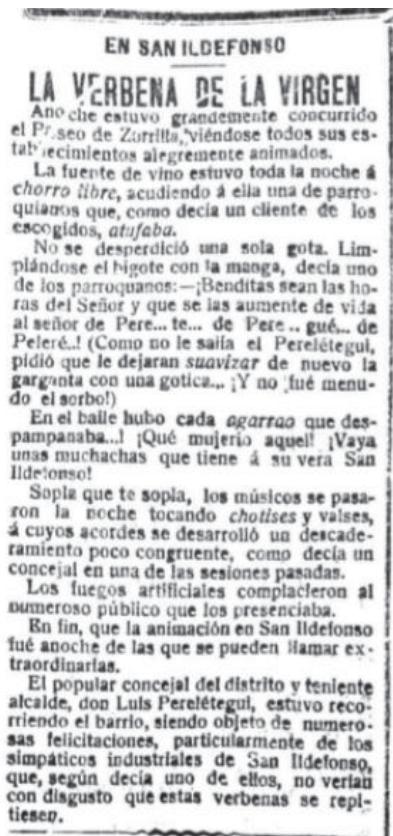 EN SAN ILDEFONSO
LA VERBENA DE LA VIRGEN
Anoche estuvo grandemente concurrido
el Paseo de Zorrilla, viéndose todos sus es-
tablecimientos alegremente animados.
La fuente de vino estuvo toda la noche á
chorro libre, acudiendo á ella una de parro-
quianos que, como decía un cliente de los
escogidos, atufaba.
No se desperdició una sola gota. Lim-
piándose el bigote con la manga, decía uno
de los parroquanos:—¡Benditas sean las ho-
ras del Señor y que se las aumente de vida
al señor de Pere... te... de Pere... gué... de
Peleré..! (Como no le salía el Perelétegui,
pidió que le dejaran suavizar de nuevo la
garganta con una gotica... ¡Y no fué menu-
do el sorbo!)
En el baile hubo cada agarrao que des-
pampanaba...! ¡Qué mujerío aquel! ¡Vaya
unas muchachas que tiene á su vera San
Ildefonso!
Sopla que te sopla, los músicos se pasa-
ron la noche tocando chotises y valses,
á cuyos acordes se desarrolló un descade-
ramiento poco congruente, como decía un
concejal en una de las sesiones pasadas.
Los fuegos artificiales complacieron al
numeroso público que los presenciaba.
En fin, que la animación en San Ildefonso
fué anoche de las que se pueden llamar ex-
traordinarias.
El popular concejal del distrito y teniente
alcalde, don Luis Perelétegui, estuvo reco-
rriendo el barrio, siendo objeto de numero-
sas felicitaciones, particularmente de los
simpáticos industriales de San Ildefonso,
que, según decía uno de ellos, no verían
con disgusto que estas verbenas se repi-
tiesen.